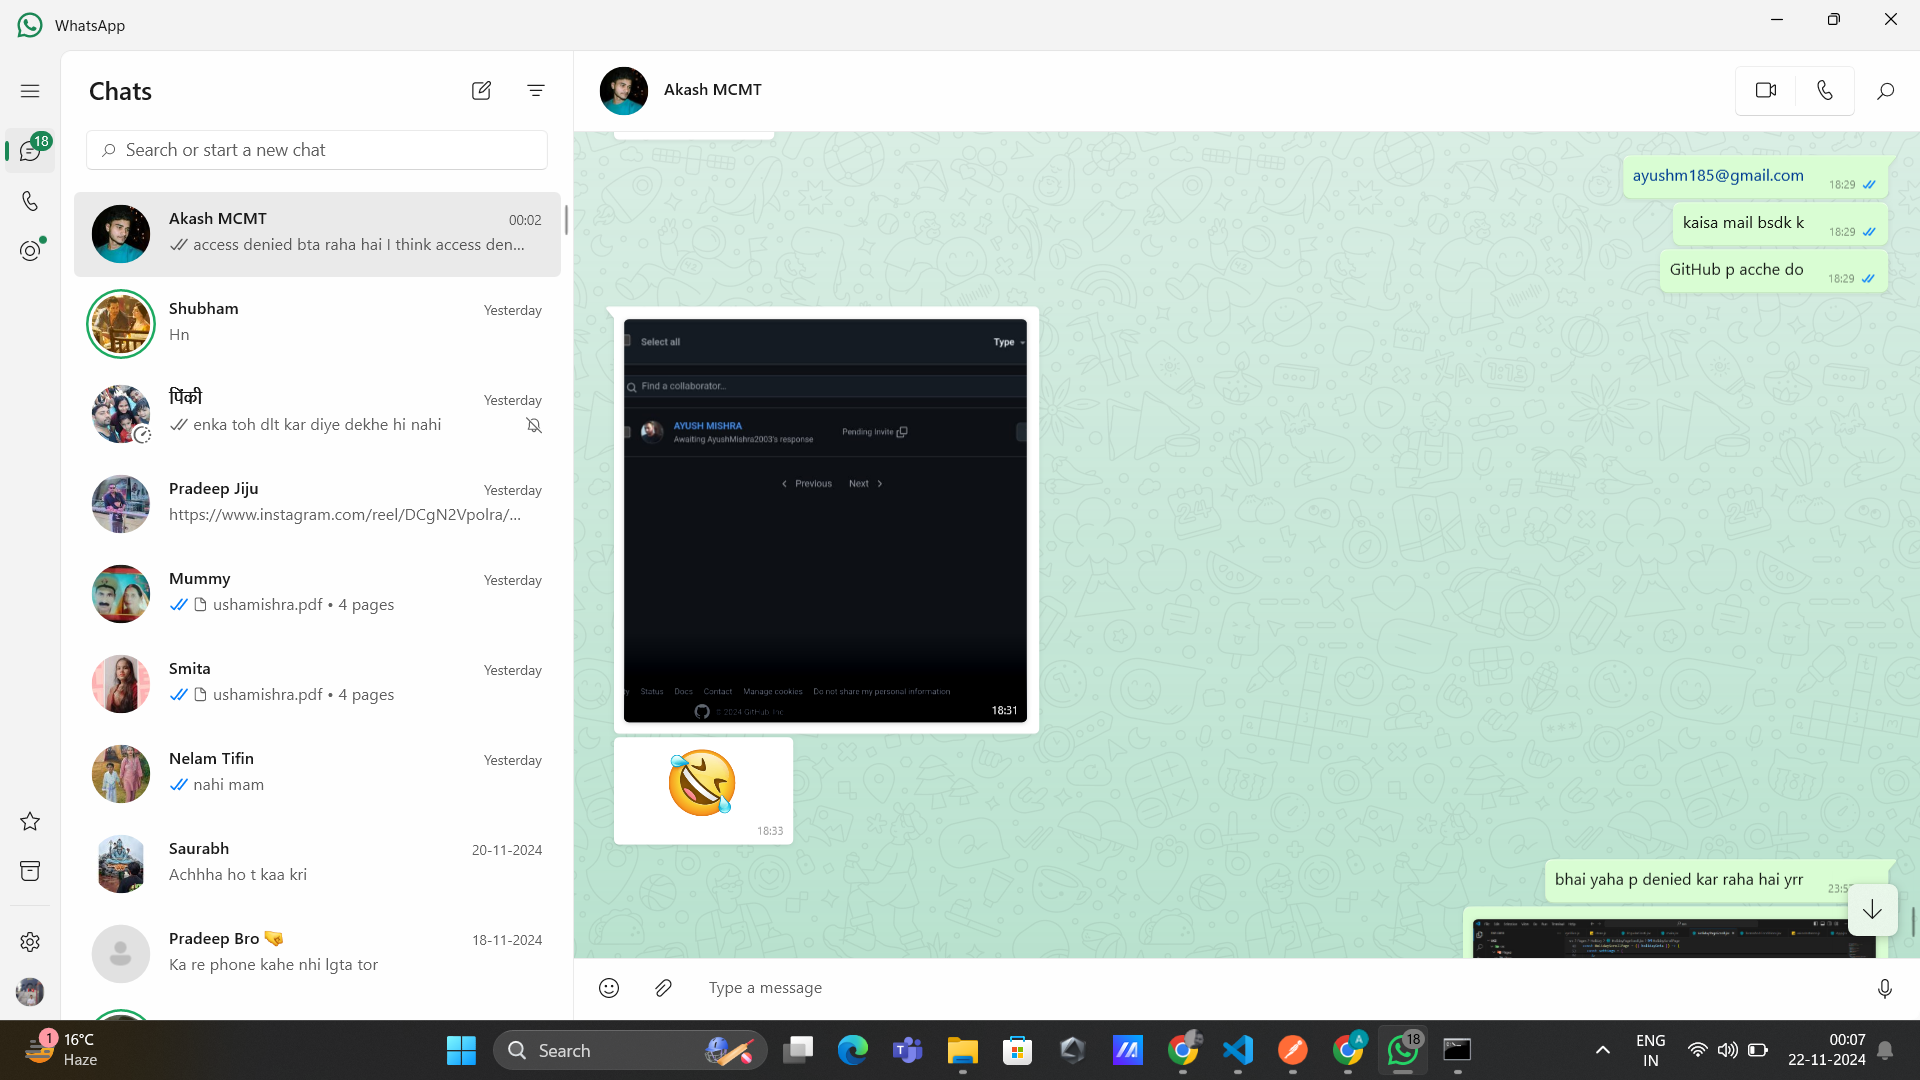 WhatsApp
Chats
18
Search or start a new chat
Akash MCMT
00:02
access denied bta raha hai I think access den...
Shubham
Yesterday
Hn
पिंकी
Yesterday
enka toh dlt kar diye dekhe hi nahi
Pradeep Jiju
Yesterday
https://www.instagram.com/reel/DCgN2Vpolra/...
Mummy
Yesterday
ushamishra.pdf • 4 pages
Smita
Yesterday
ushamishra.pdf • 4 pages
Nelam Tifin
Yesterday
nahi mam
Saurabh
20-11-2024
Achhha ho t kaa kri
Pradeep Bro 🤜
18-11-2024
Ka re phone kahe nhi lgta tor
Akash MCMT
ayushm185@gmail.com 18:29
kaisa mail bsdk k 18:29
GitHub p acche do 18:29
Select all Type
Find a collaborator...
AYUSH MISHRA
Awaiting AyushMishra2003's response
Pending Invite
Previous Next
Status Docs Contact Manage cookies Do not share my personal information
© 2024 GitHub Inc
18:31
🤣
18:33
bhai yaha p denied kar raha hai yrr
Type a message
1
16°C
Haze
Search
18
ENG
IN
00:07
22-11-2024